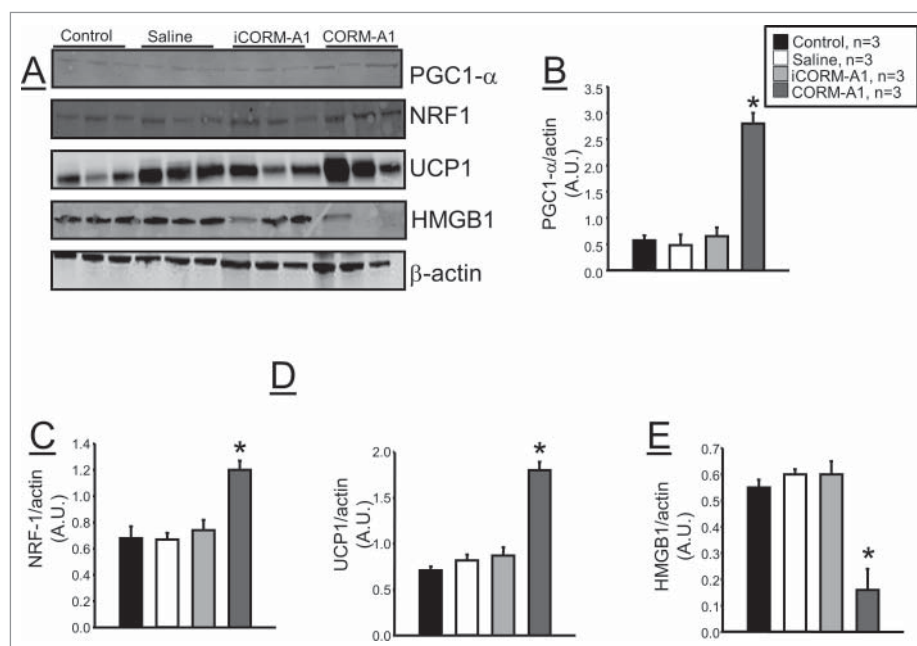 Control Saline iCORM-A1 CORM-A1
A
PGC1-α
NRF1
UCP1
HMGB1
β-actin
Control, n=3
Saline, n=3
iCORM-A1, n=3
CORM-A1, n=3
B
PGC1-α/actin
(A.U.)
3.5
3.0
2.5
2.0
1.5
1.0
0.5
0.0
*
C
NRF-1/actin
(A.U.)
1.4
1.2
1.0
0.8
0.6
0.4
0.2
0.0
*
D
UCP1/actin
(A.U.)
2.0
1.0
0.5
0.0
*
E
HMGB1/actin
(A.U.)
0.7
0.6
0.5
0.4
0.3
0.2
0.1
0.0
*